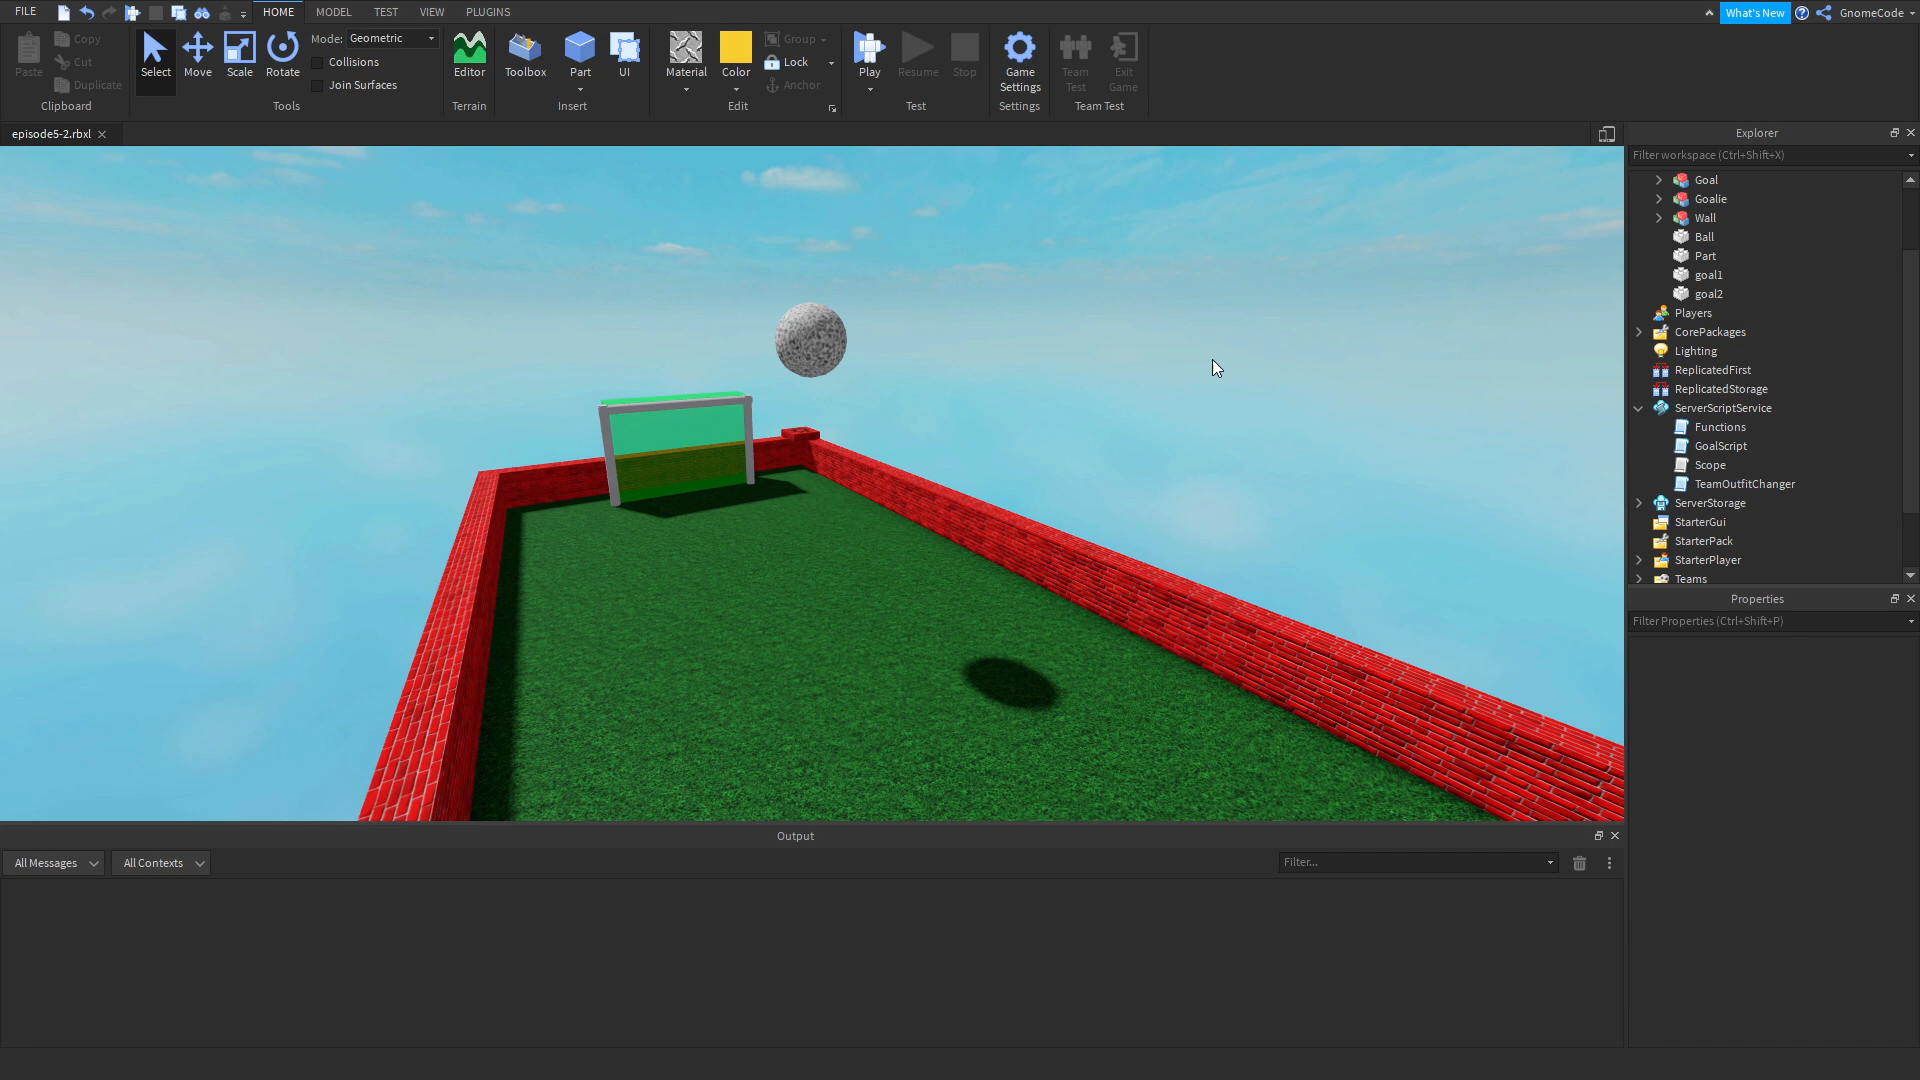 FILE HOME MODEL TEST VIEW PLUGINS What's New GnomeCode
Paste Copy Cut Duplicate Clipboard
Select Move Scale Rotate Mode: Geometric Collisions Join Surfaces Tools
Editor Terrain
Toolbox Part UI Insert
Material Color Group Lock Anchor Edit
Play Resume Stop Test
Game Settings Settings
Team Test Exit Game Team Test
episode5-2.rbxl
Explorer
Filter workspace (Ctrl+Shift+X)
Goal
Goalie
Wall
Ball
Part
goal1
goal2
Players
CorePackages
Lighting
ReplicatedFirst
ReplicatedStorage
ServerScriptService
Functions
GoalScript
Scope
TeamOutfitChanger
ServerStorage
StarterGui
StarterPack
StarterPlayer
Teams
Properties
Filter Properties (Ctrl+Shift+P)
Output
All Messages All Contexts Filter...